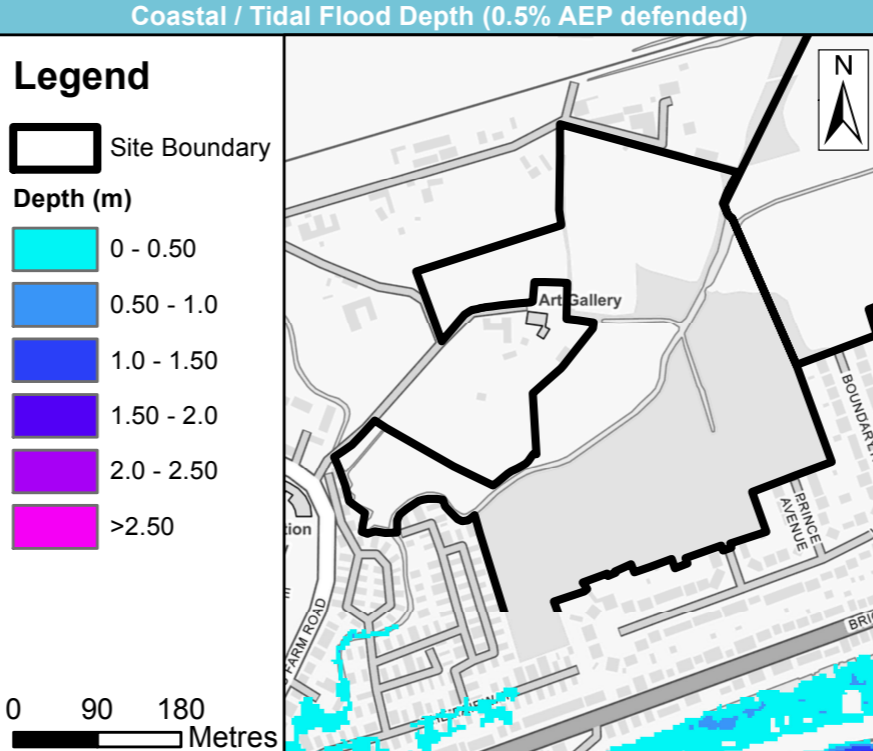 Coastal / Tidal Flood Depth (0.5% AEP defended)
Legend
Site Boundary
Depth (m)
0 - 0.50
0.50 - 1.0
1.0 - 1.50
1.50 - 2.0
2.0 - 2.50
>2.50
0 90 180
Metres
N
Art Gallery
PRINCE
AVENUE
FARM ROAD